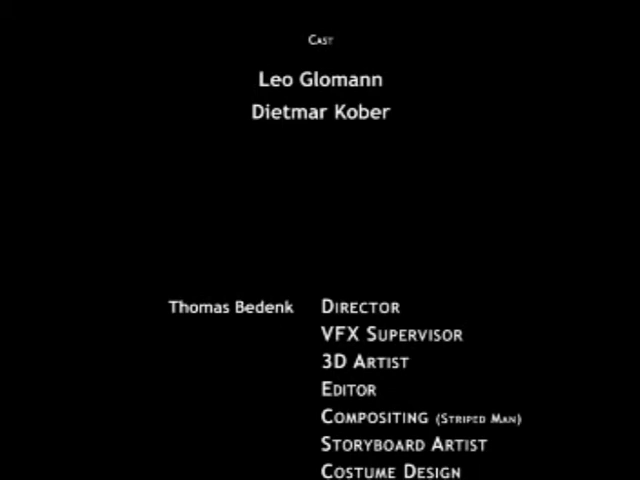 Cast
Leo Glomann
Dietmar Kober
Thomas Bedenk Director
VFX Supervisor
3D Artist
Editor
Compositing (Striped Man)
Storyboard Artist
Costume Design